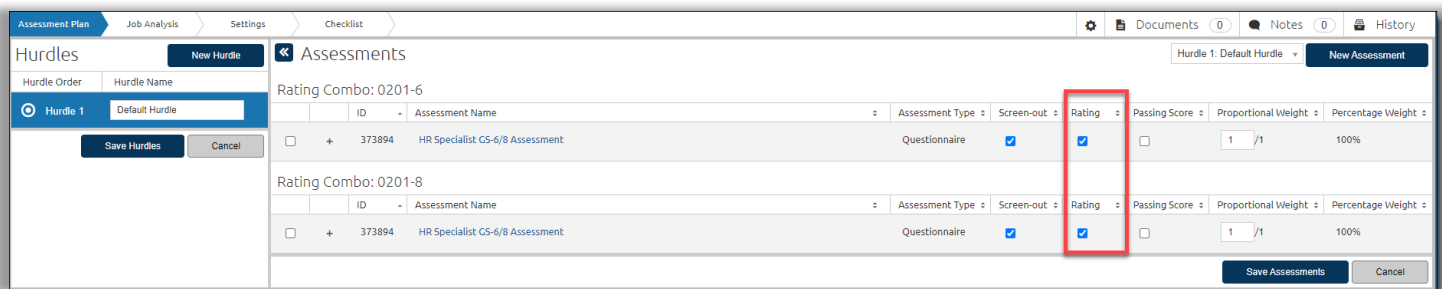 Assessment Plan Job Analysis Settings Checklist Documents 0 Notes 0 History
Hurdles New Hurdle
Hurdle Order Hurdle Name
Hurdle 1 Default Hurdle
Save Hurdles Cancel
Assessments Hurdle 1: Default Hurdle New Assessment
Rating Combo: 0201-6
ID Assessment Name Assessment Type Screen-out Rating Passing Score Proportional Weight Percentage Weight
+ 373894 HR Specialist GS-6/8 Assessment Questionnaire 1 /1 100%
Rating Combo: 0201-8
ID Assessment Name Assessment Type Screen-out Rating Passing Score Proportional Weight Percentage Weight
+ 373894 HR Specialist GS-6/8 Assessment Questionnaire 1 /1 100%
Save Assessments Cancel